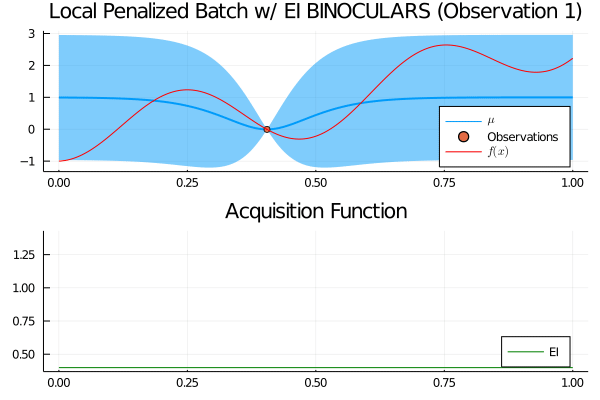 Local Penalized Batch w/ EI BINOCULARS (Observation 1)
3
2
1
0
−1
μ
Observations
f(x)
0.00 0.25 0.50 0.75 1.00
Acquisition Function
1.25
1.00
0.75
0.50
EI
0.00 0.25 0.50 0.75 1.00